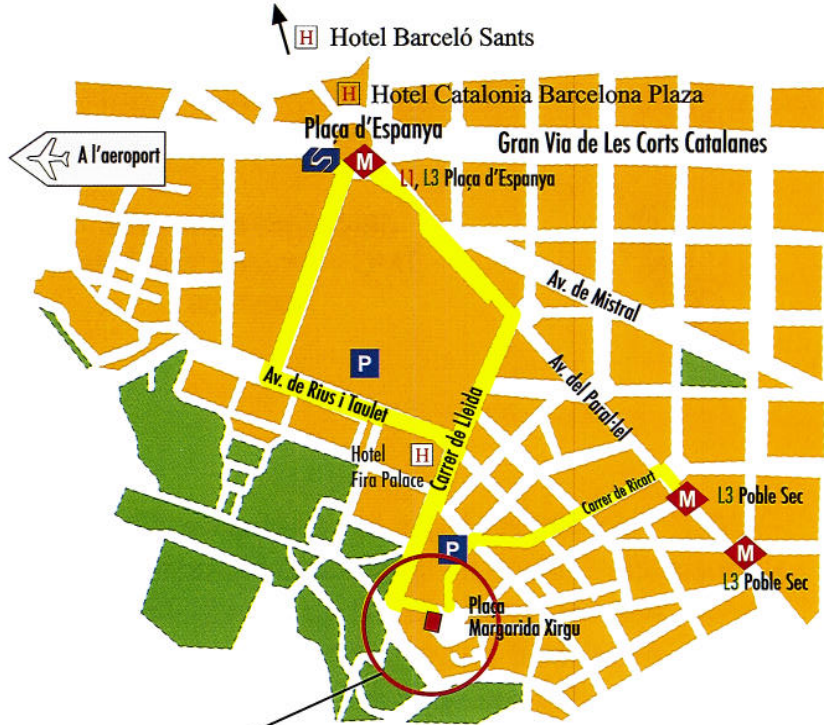 H Hotel Barceló Sants
H Hotel Catalonia Barcelona Plaza
Plaça d'Espanya
Gran Via de Les Corts Catalanes
A l'aeroport
M
L1, L3 Plaça d'Espanya
Av. de Mistral
P
Av. del Paral·lel
Av. de Rius i Taulet
Carrer de Lleida
Hotel
Fira Palace
H
Carrer de Ricart
M
L3 Poble Sec
P
M
L3 Poble Sec
Plaça
Margarida Xirgu